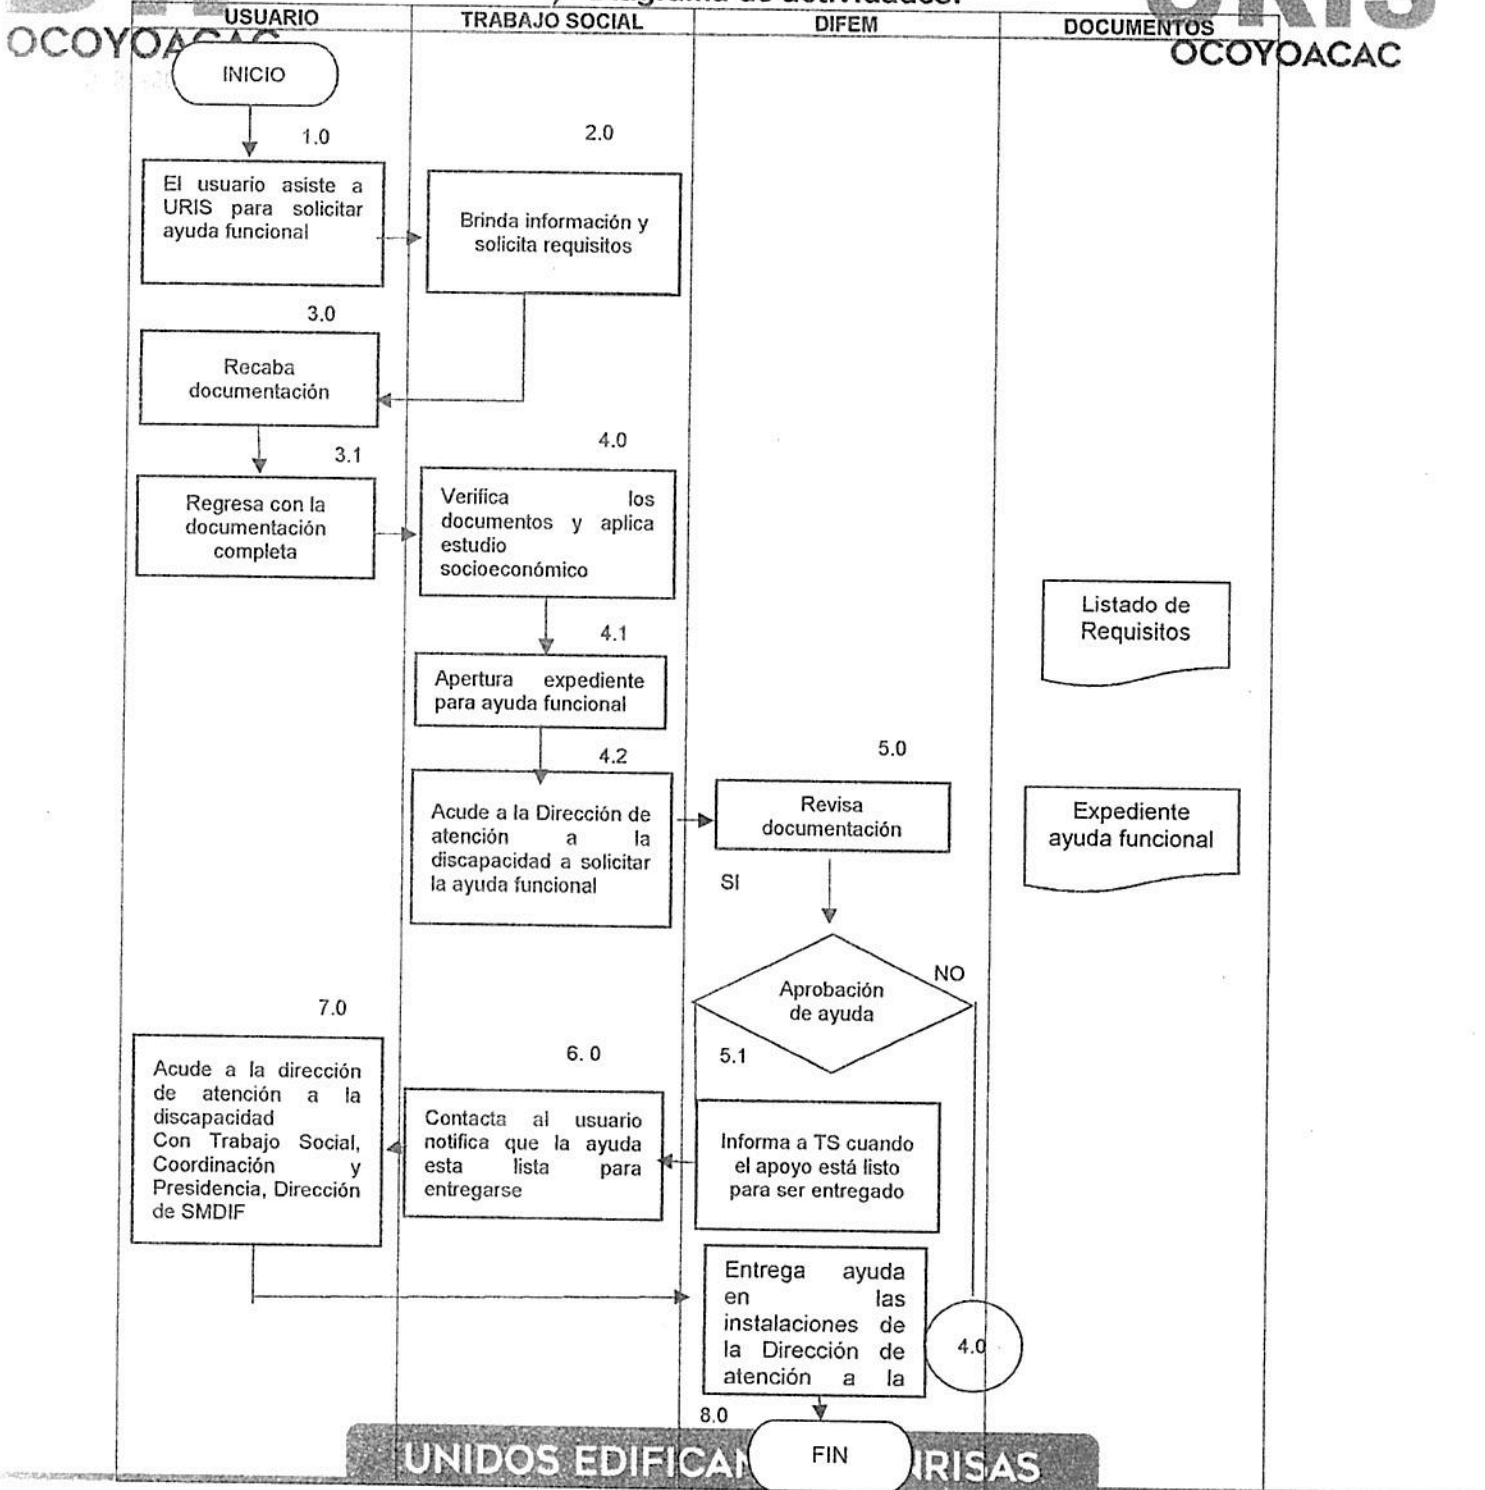 Diagrama de actividades.
URIS
OCOYOACAC
OCOYOACAC
USUARIO
TRABAJO SOCIAL
DIFEM
DOCUMENTOS
INICIO
1.0
El usuario asiste a
URIS para solicitar
ayuda funcional
2.0
Brinda información y
solicita requisitos
3.0
Recaba
documentación
3.1
Regresa con la
documentación
completa
4.0
Verifica los
documentos y aplica
estudio
socioeconómico
4.1
Apertura expediente
para ayuda funcional
4.2
Acude a la Dirección de
atención a la
discapacidad a solicitar
la ayuda funcional
Listado de
Requisitos
5.0
Revisa
documentación
Expediente
ayuda funcional
SI
Aprobación
de ayuda
NO
5.1
Informa a TS cuando
el apoyo está listo
para ser entregado
6. 0
Contacta al usuario
notifica que la ayuda
esta lista para
entregarse
7.0
Acude a la dirección
de atención a la
discapacidad
Con Trabajo Social,
Coordinación y
Presidencia, Dirección
de SMDIF
Entrega ayuda
en las
instalaciones de
la Dirección de
atención a la
4.0
8.0
FIN
UNIDOS EDIFICAN
RISAS